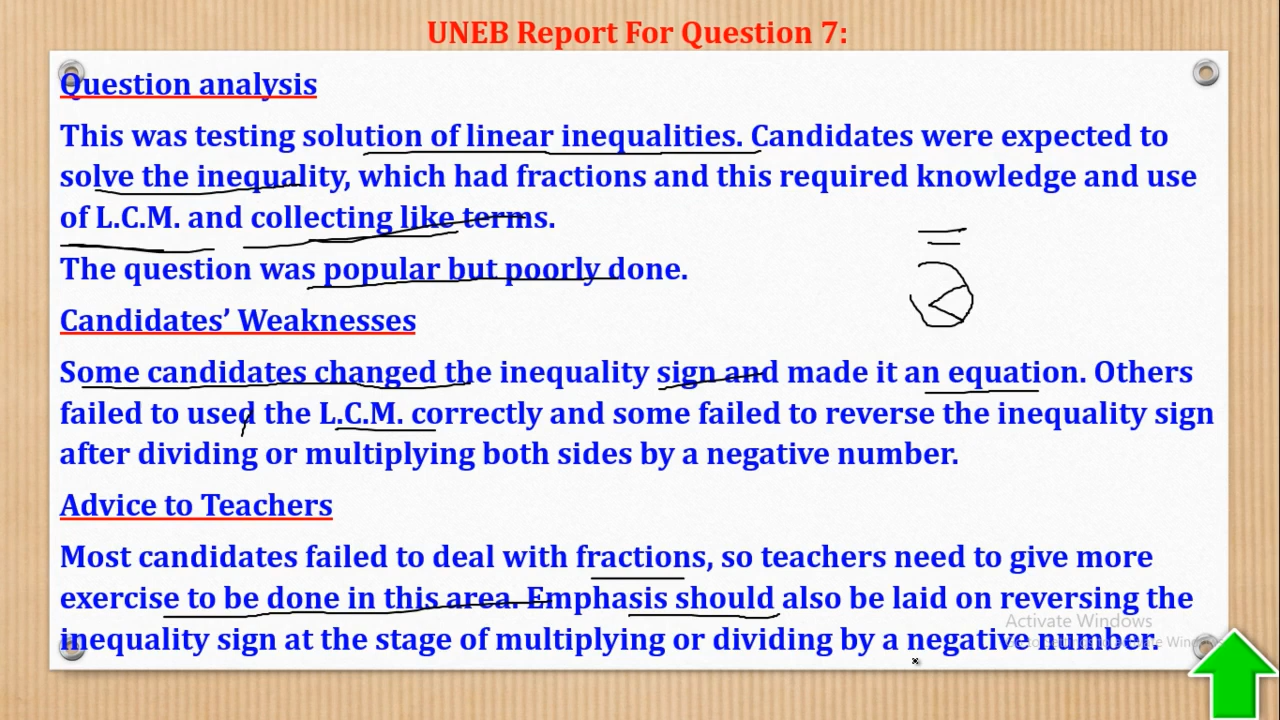 UNEB Report For Question 7:
Question analysis
This was testing solution of linear inequalities. Candidates were expected to
solve the inequality, which had fractions and this required knowledge and use
of L.C.M. and collecting like terms.
The question was popular but poorly done.
Candidates’ Weaknesses
Some candidates changed the inequality sign and made it an equation. Others
failed to used the L.C.M. correctly and some failed to reverse the inequality sign
after dividing or multiplying both sides by a negative number.
Advice to Teachers
Most candidates failed to deal with fractions, so teachers need to give more
exercise to be done in this area. Emphasis should also be laid on reversing the
inequality sign at the stage of multiplying or dividing by a negative number.
Activate Windows
Go to Settings to activate Windows.